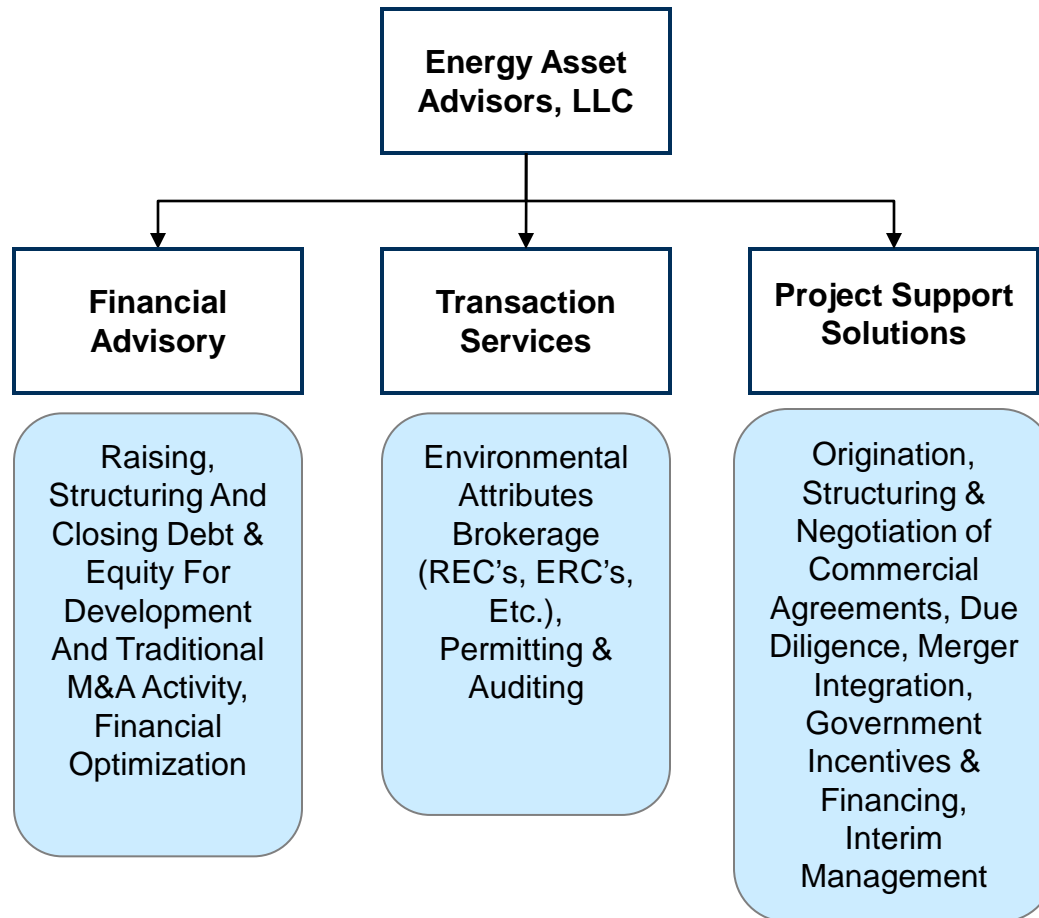 Energy Asset
Advisors, LLC
Financial
Advisory
Transaction
Services
Project Support
Solutions
Raising,
Structuring And
Closing Debt &
Equity For
Development
And Traditional
M&A Activity,
Financial
Optimization
Environmental
Attributes
Brokerage
(REC’s, ERC’s,
Etc.),
Permitting &
Auditing
Origination,
Structuring &
Negotiation of
Commercial
Agreements, Due
Diligence, Merger
Integration,
Government
Incentives &
Financing,
Interim
Management